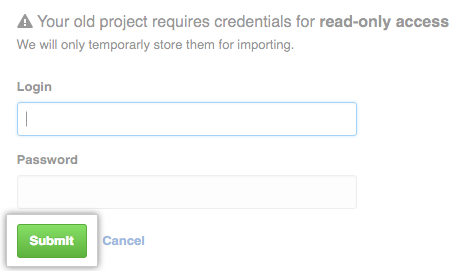 Your old project requires credentials for read-only access
We will only temporarly store them for importing.
Login
Password
Submit Cancel